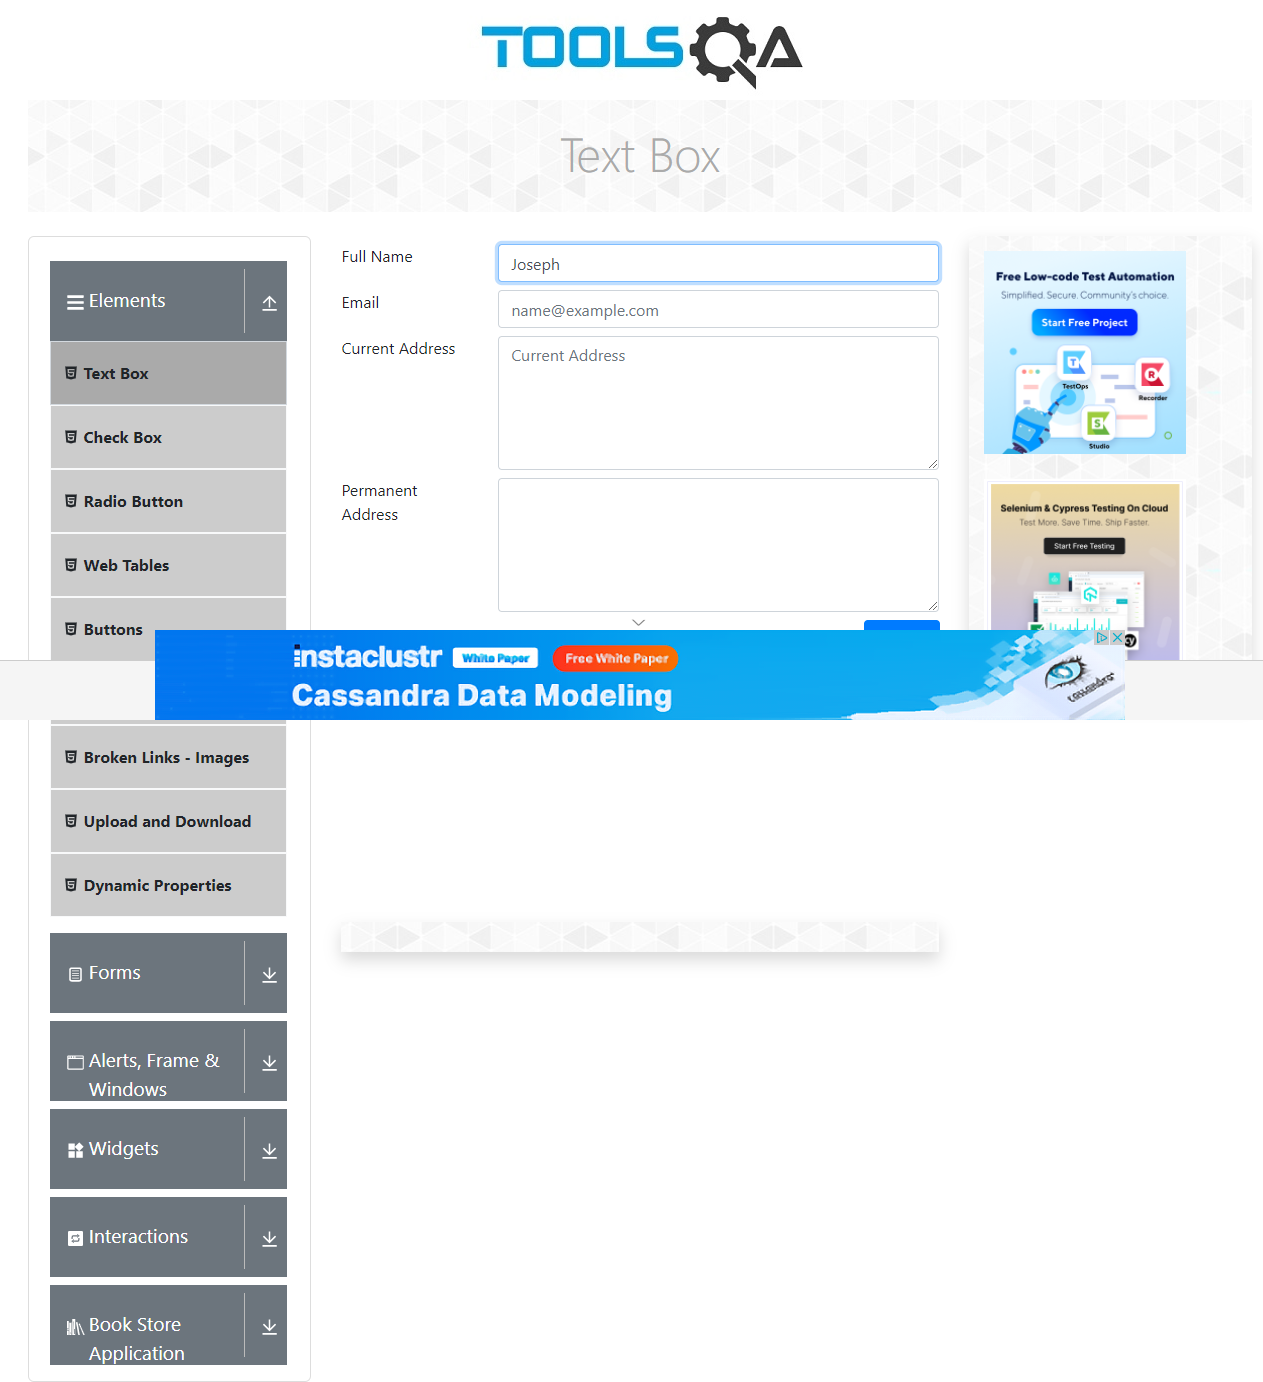 TOOLSQA
Text Box
Elements
Text Box
Check Box
Radio Button
Web Tables
Buttons
Broken Links - Images
Upload and Download
Dynamic Properties
Forms
Alerts, Frame &
Windows
Widgets
Interactions
Book Store
Application
Full Name
Joseph
Email
name@example.com
Current Address
Current Address
Permanent
Address
Free Low-code Test Automation
Simplified. Secure. Community's choice.
Start Free Project
TestOps
Recorder
Studio
Selenium & Cypress Testing On Cloud
Test More. Save Time. Ship Faster.
Start Free Testing
cy
instaclustr
White Paper
Free White Paper
Cassandra Data Modeling
cassandra